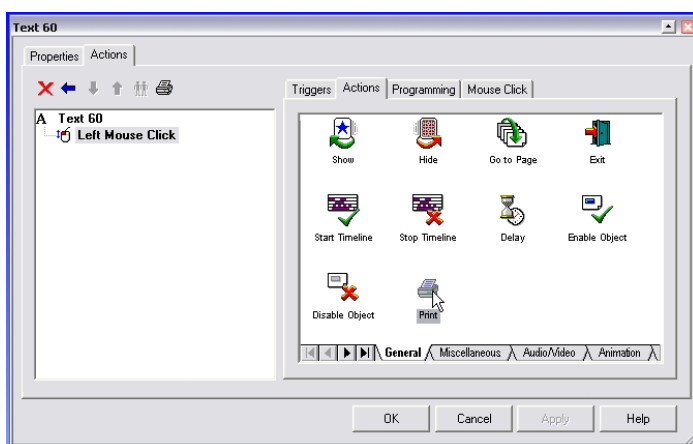 Text 60
Properties Actions
Triggers Actions Programming Mouse Click
A Text 60
Left Mouse Click
Show Hide Go to Page Exit
Start Timeline Stop Timeline Delay Enable Object
Disable Object Print
General Miscellaneous Audio/Video Animation
OK Cancel Apply Help